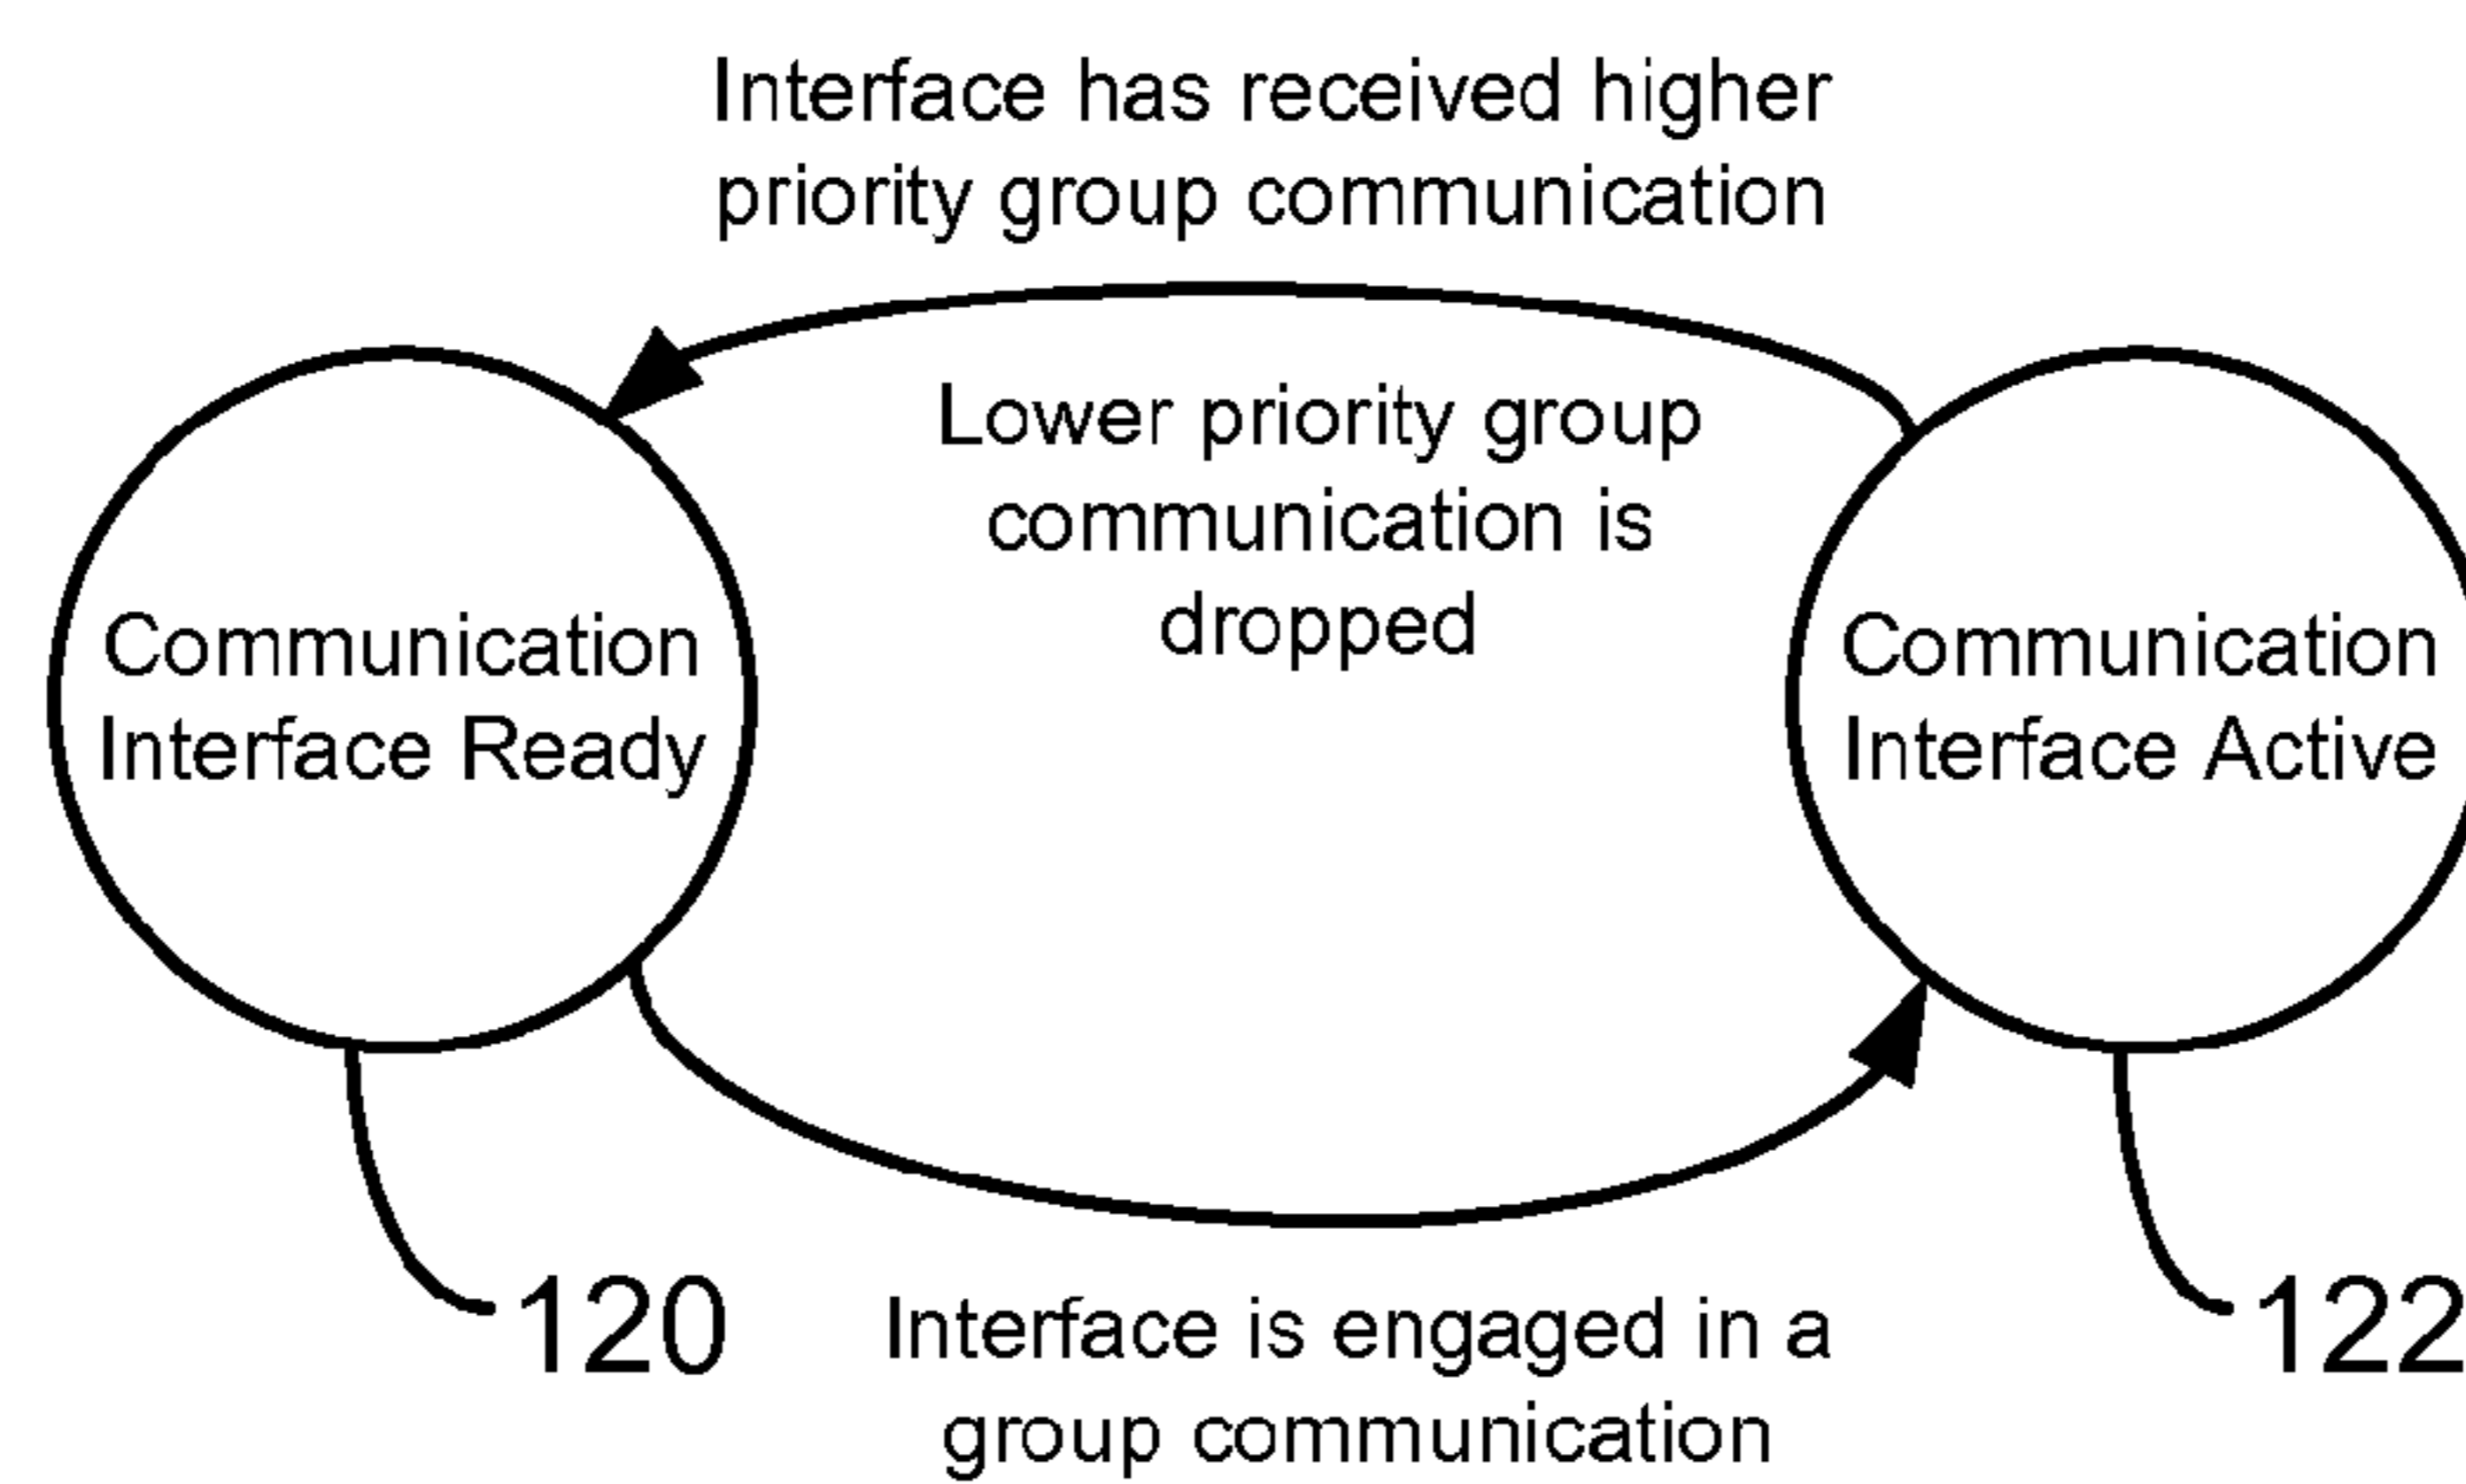 Interface has received higher
priority group communication
Lower priority group
communication is
dropped
Communication
Interface Ready
Communication
Interface Active
120
122
Interface is engaged in a
group communication